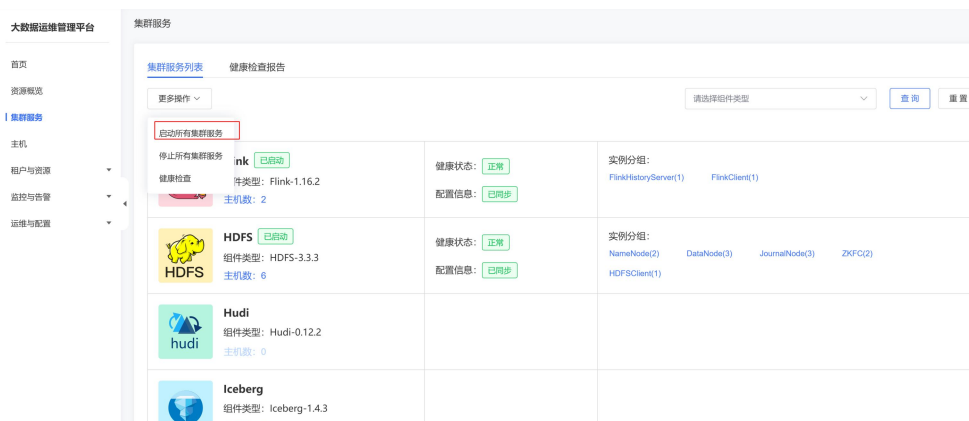 大数据运维管理平台
集群服务
首页
资源概览
集群服务
主机
租户与资源
监控与告警
运维与配置
集群服务列表
健康检查报告
更多操作
请选择组件类型
查 询
重 置
启动所有集群服务
停止所有集群服务
健康检查
ink 已启动
件类型：Flink-1.16.2
主机数：2
健康状态：正常
配置信息：已同步
实例分组：
FlinkHistoryServer(1) FlinkClient(1)
HDFS
HDFS 已启动
组件类型：HDFS-3.3.3
主机数：6
健康状态：正常
配置信息：已同步
实例分组：
NameNode(2) DataNode(3) JournalNode(3) ZKFC(2)
HDFSClient(1)
hudi
Hudi
组件类型：Hudi-0.12.2
主机数：0
Iceberg
组件类型：Iceberg-1.4.3